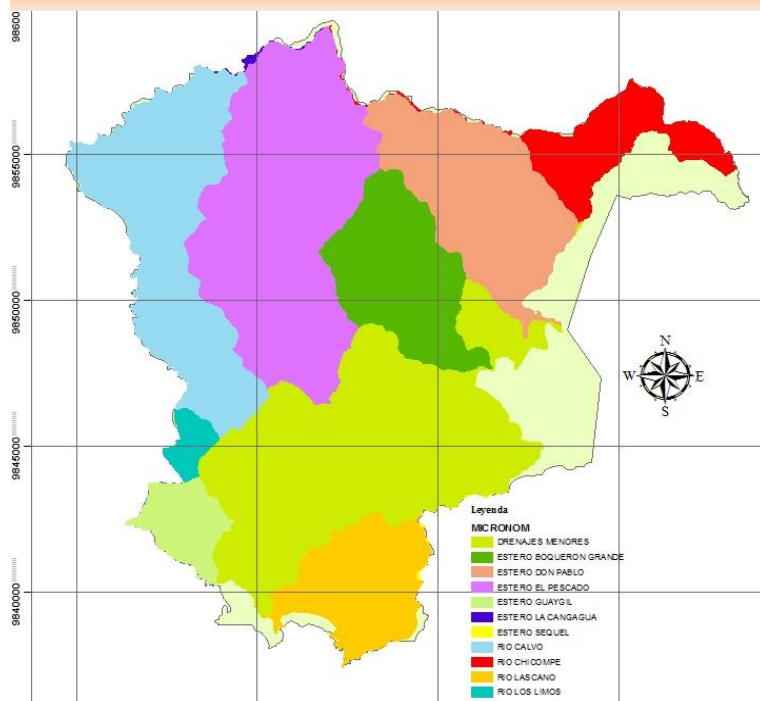 98600
9855000
9850000
9845000
9840000
N
W E
S
Leyenda
MICRONOM
DRENAJES MENORES
ESTERO BOQUERON GRANDE
ESTERO DON PABLO
ESTERO EL PESCADO
ESTERO GUAYGIL
ESTERO LA CANGAGUA
ESTERO SEQUEL
RIO CALVO
RIO CHICOMPE
RIO LASCANO
RIO LOS LIMOS